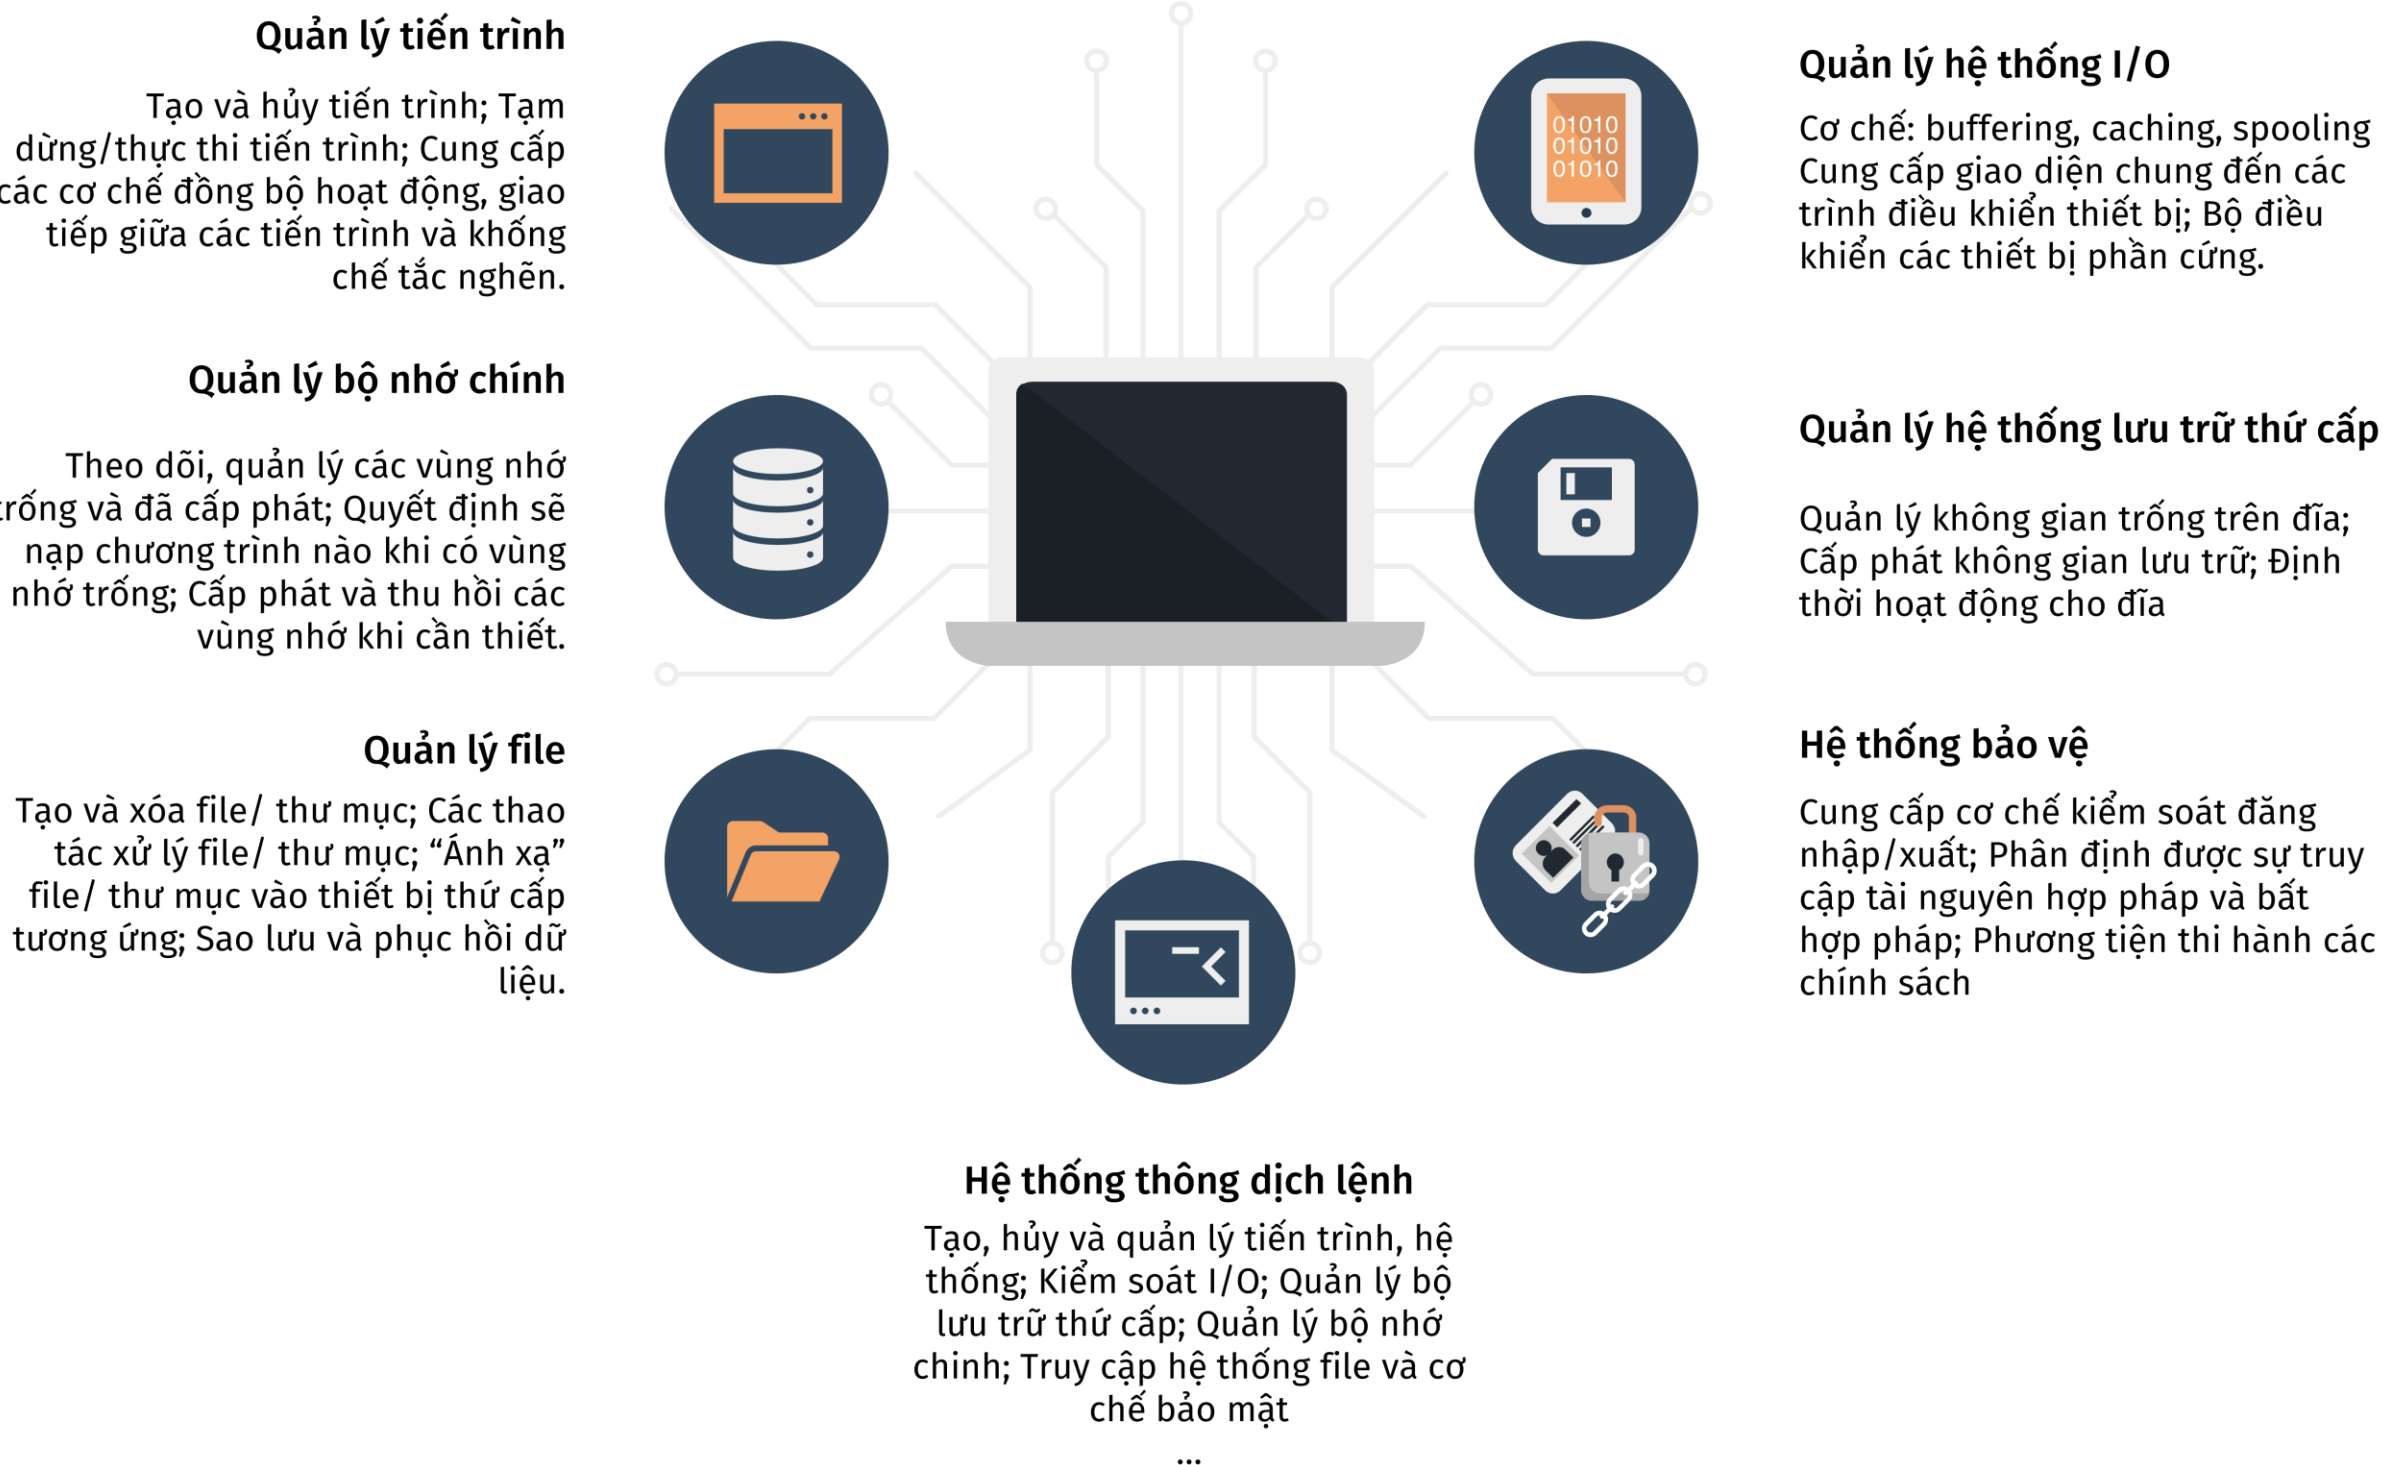 Quản lý tiến trình
Tạo và hủy tiến trình; Tạm
dừng/thực thi tiến trình; Cung cấp
các cơ chế đồng bộ hoạt động, giao
tiếp giữa các tiến trình và khống
chế tắc nghẽn.
Quản lý bộ nhớ chính
Theo dõi, quản lý các vùng nhớ
trống và đã cấp phát; Quyết định sẽ
nạp chương trình nào khi có vùng
nhớ trống; Cấp phát và thu hồi các
vùng nhớ khi cần thiết.
Quản lý file
Tạo và xóa file/ thư mục; Các thao
tác xử lý file/ thư mục; “Ánh xạ”
file/ thư mục vào thiết bị thứ cấp
tương ứng; Sao lưu và phục hồi dữ
liệu.
01010
01010
01010
Quản lý hệ thống I/O
Cơ chế: buffering, caching, spooling
Cung cấp giao diện chung đến các
trình điều khiển thiết bị; Bộ điều
khiển các thiết bị phần cứng.
Quản lý hệ thống lưu trữ thứ cấp
Quản lý không gian trống trên đĩa;
Cấp phát không gian lưu trữ; Định
thời hoạt động cho đĩa
Hệ thống bảo vệ
Cung cấp cơ chế kiểm soát đăng
nhập/xuất; Phân định được sự truy
cập tài nguyên hợp pháp và bất
hợp pháp; Phương tiện thi hành các
chính sách
Hệ thống thông dịch lệnh
Tạo, hủy và quản lý tiến trình, hệ
thống; Kiểm soát I/O; Quản lý bộ
lưu trữ thứ cấp; Quản lý bộ nhớ
chinh; Truy cập hệ thống file và cơ
chế bảo mật
...